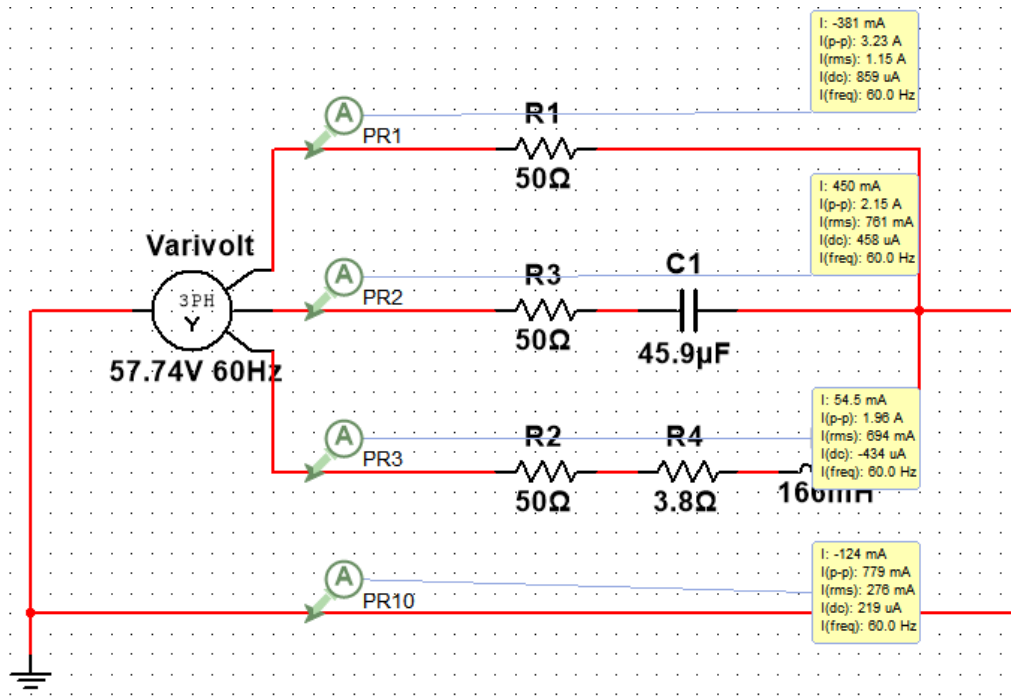 I: -381 mA
I(p-p): 3.23 A
I(rms): 1.15 A
I(dc): 859 uA
I(freq): 60.0 Hz
A
PR1
R1
50Ω
I: 450 mA
I(p-p): 2.15 A
I(rms): 761 mA
I(dc): 458 uA
I(freq): 60.0 Hz
Varivolt
3PH
Y
57.74V 60Hz
A
PR2
R3
50Ω
C1
45.9µF
I: 54.5 mA
I(p-p): 1.96 A
I(rms): 694 mA
I(dc): -434 uA
I(freq): 60.0 Hz
A
PR3
R2
50Ω
R4
3.8Ω
166mH
I: -124 mA
I(p-p): 779 mA
I(rms): 276 mA
I(dc): 219 uA
I(freq): 60.0 Hz
A
PR10